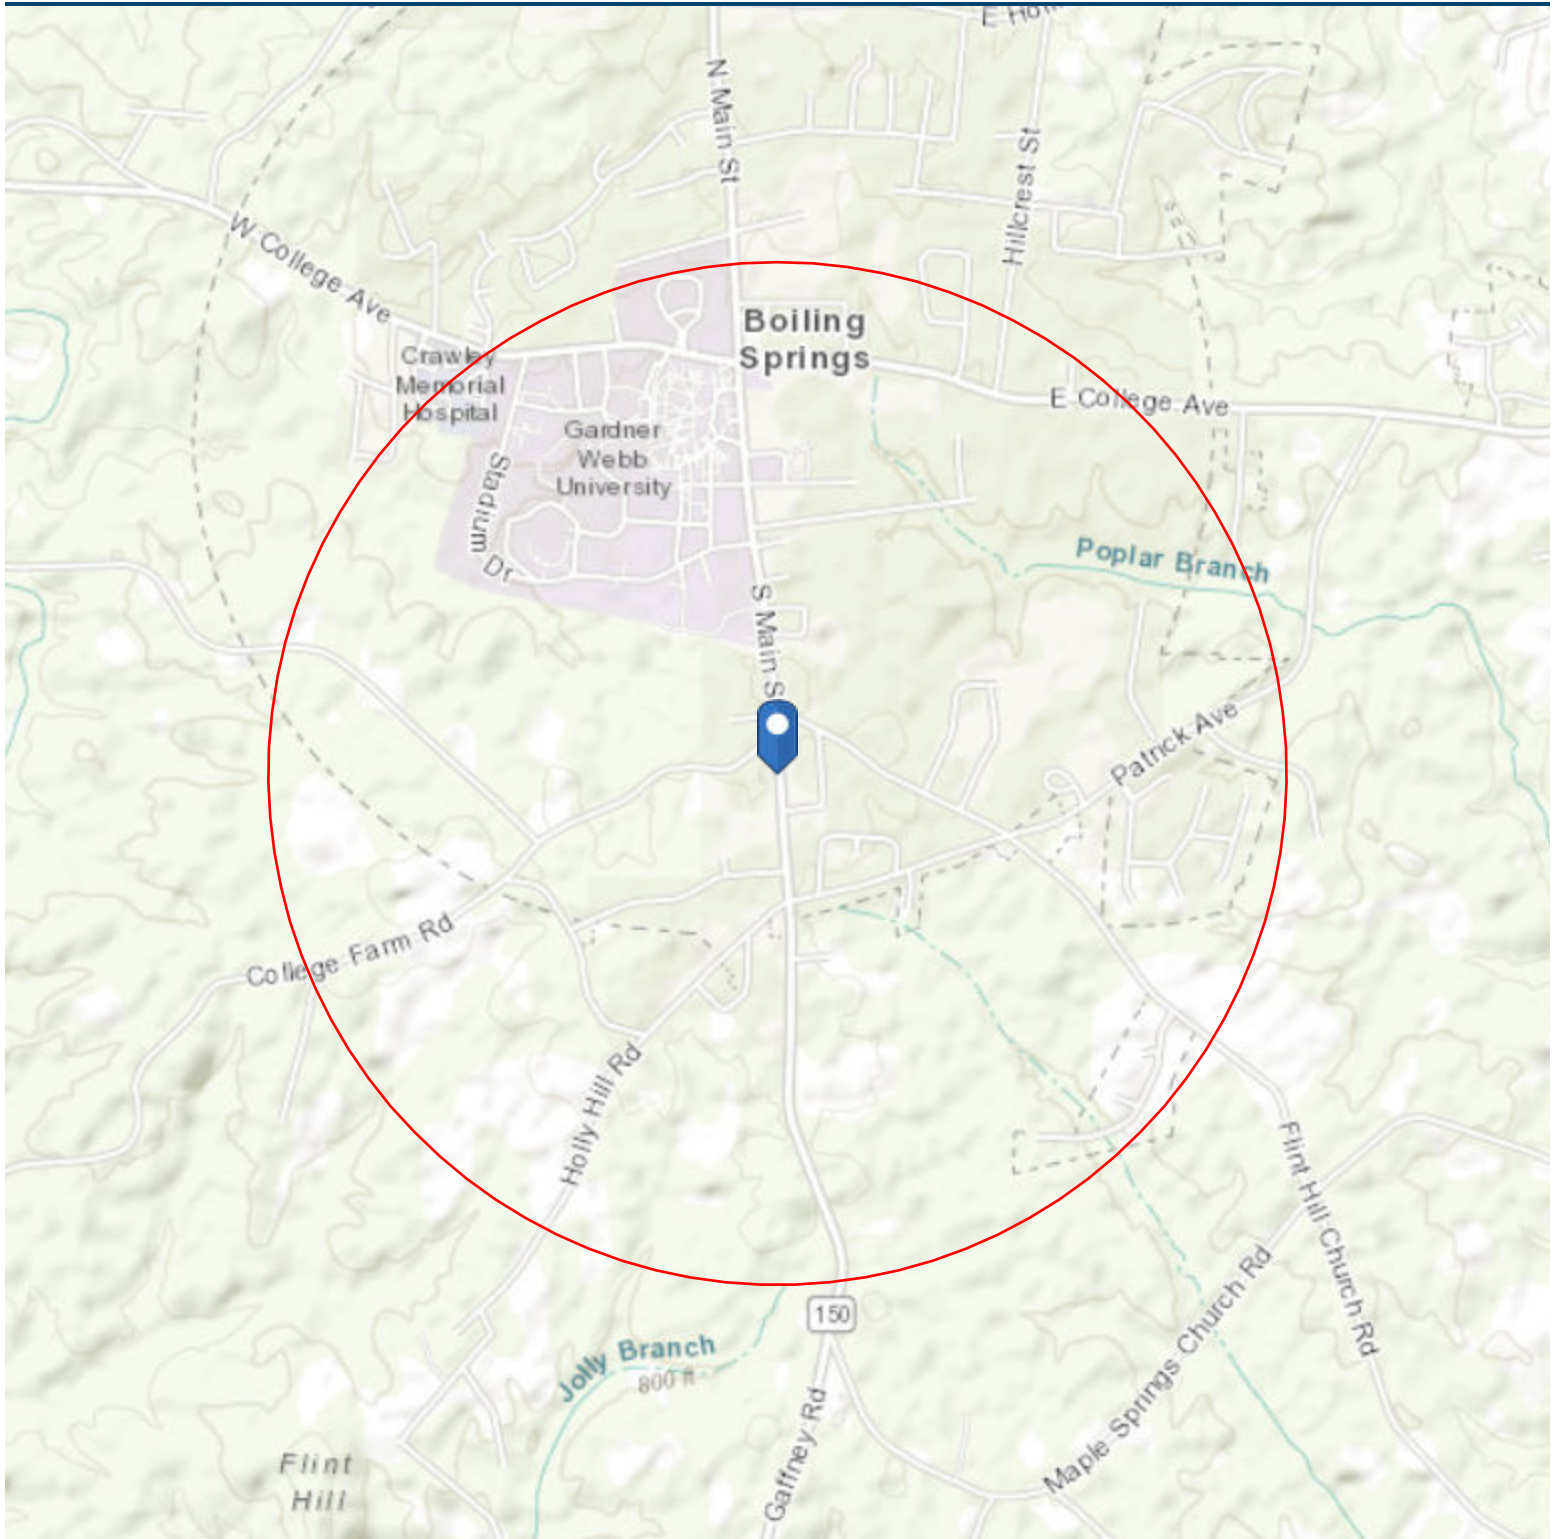 E Ho
N Main St
Hillcrest St
W College Ave
Boiling
Springs
Crawley
Memorial
Hospital
E College Ave
Gardner
Webb
University
Stadium Dr
Poplar Branch
S Main S
Patrick Ave
College Farm Rd
Holly Hill Rd
Flint Hill Church Rd
150
Jolly Branch
800 ft
Maple Springs Church Rd
Gaffney Rd
Flint
Hill